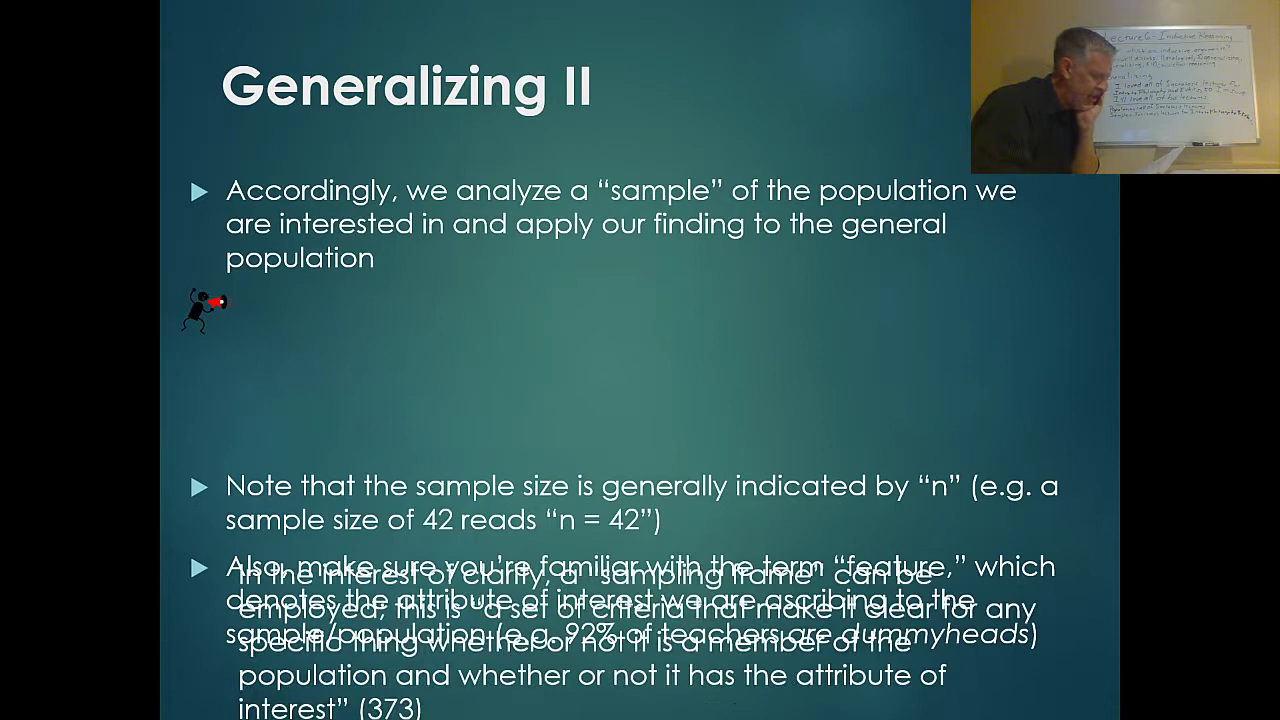 Generalizing II
Lecture 6 - Inductive Reasoning
Accordingly, we analyze a “sample” of the population we
are interested in and apply our finding to the general
population
Note that the sample size is generally indicated by “n” (e.g. a
sample size of 42 reads “n = 42”)
Also, make sure you’re familiar with the term “feature,” which
denotes the attribute of interest we are ascribing to the
sample/population (e.g. 92% of teachers are dummyheads)
In the interest of clarity, a “sampling frame” can be
employed; this is “a set of criteria that make it clear for any
specific thing whether or not it is a member of the
population and whether or not it has the attribute of
interest” (373)